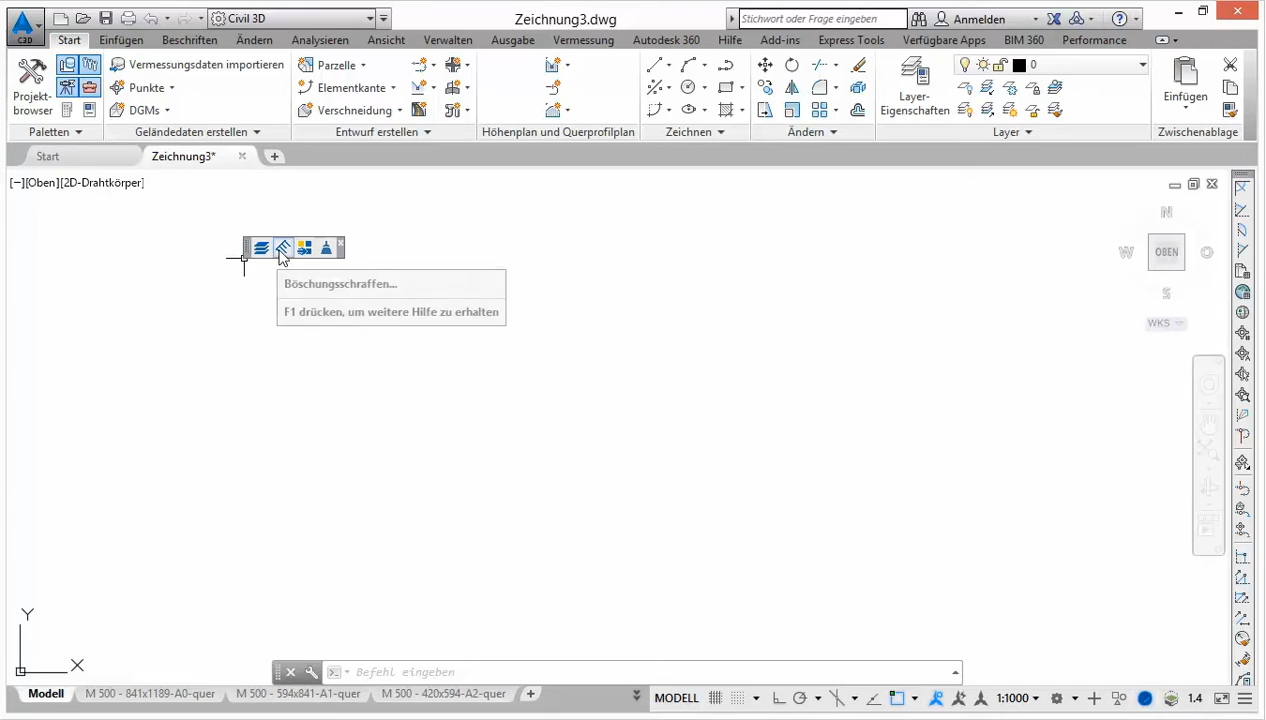 Civil 3D
Zeichnung3.dwg
Stichwort oder Frage eingeben
Anmelden
C3D
Start Einfügen Beschriften Ändern Analysieren Ansicht Verwalten Ausgabe Vermessung Autodesk 360 Hilfe Add-ins Express Tools Verfügbare Apps BIM 360 Performance
Projekt-
browser
Vermessungsdaten importieren
Punkte
DGMs
Parzelle
Elementkante
Verschneidung
Layer-
Eigenschaften
0
Einfügen
Paletten Geländedaten erstellen Entwurf erstellen Höhenplan und Querprofilplan Zeichnen Ändern Layer Zwischenablage
Start Zeichnung3*
[−][Oben][2D-Drahtkörper]
N
W OBEN O
S
WKS
Böschungsschraffen...
F1 drücken, um weitere Hilfe zu erhalten
Y
X
Befehl eingeben
Modell M 500 - 841x1189-A0-quer M 500 - 594x841-A1-quer M 500 - 420x594-A2-quer
MODELL 1:1000 1.4